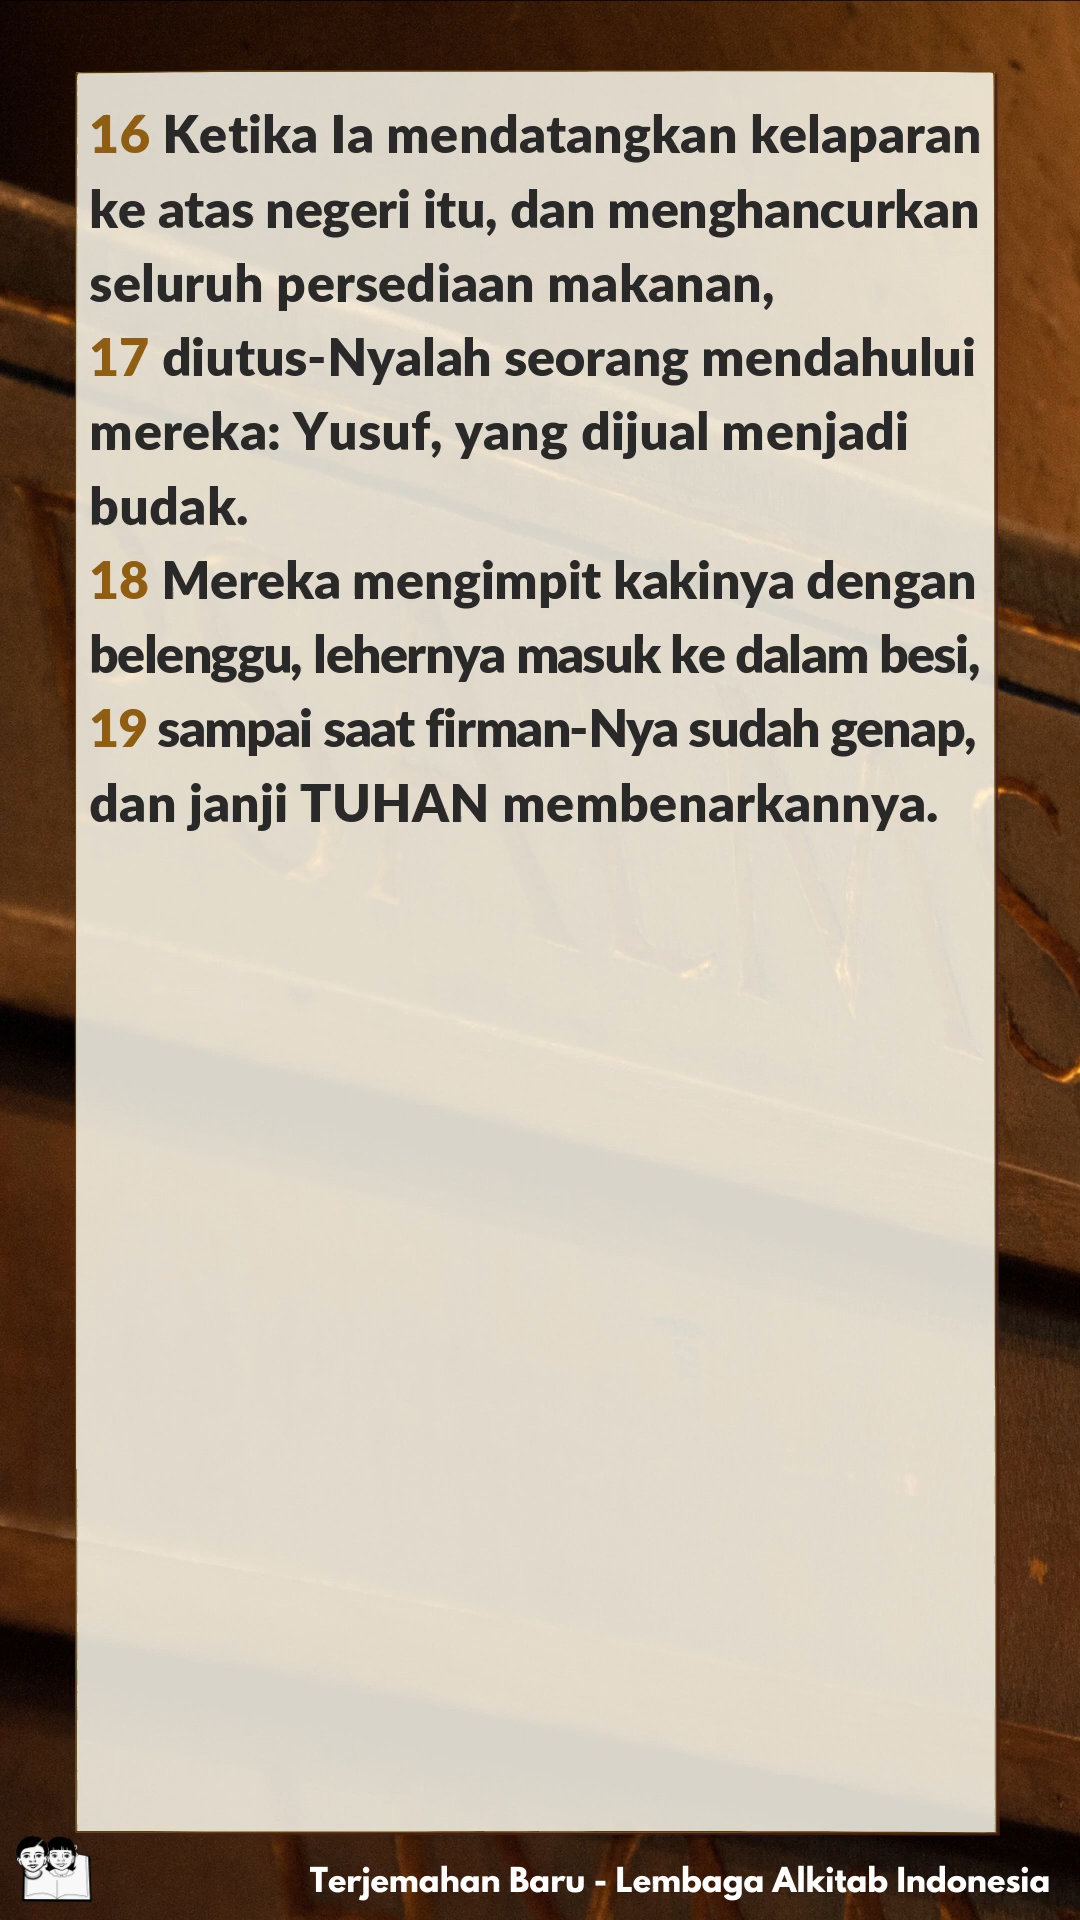 16 Ketika Ia mendatangkan kelaparan
ke atas negeri itu, dan menghancurkan
seluruh persediaan makanan,
17 diutus-Nyalah seorang mendahului
mereka: Yusuf, yang dijual menjadi
budak.
18 Mereka mengimpit kakinya dengan
belenggu, lehernya masuk ke dalam besi,
19 sampai saat firman-Nya sudah genap,
dan janji TUHAN membenarkannya.
Terjemahan Baru - Lembaga Alkitab Indonesia